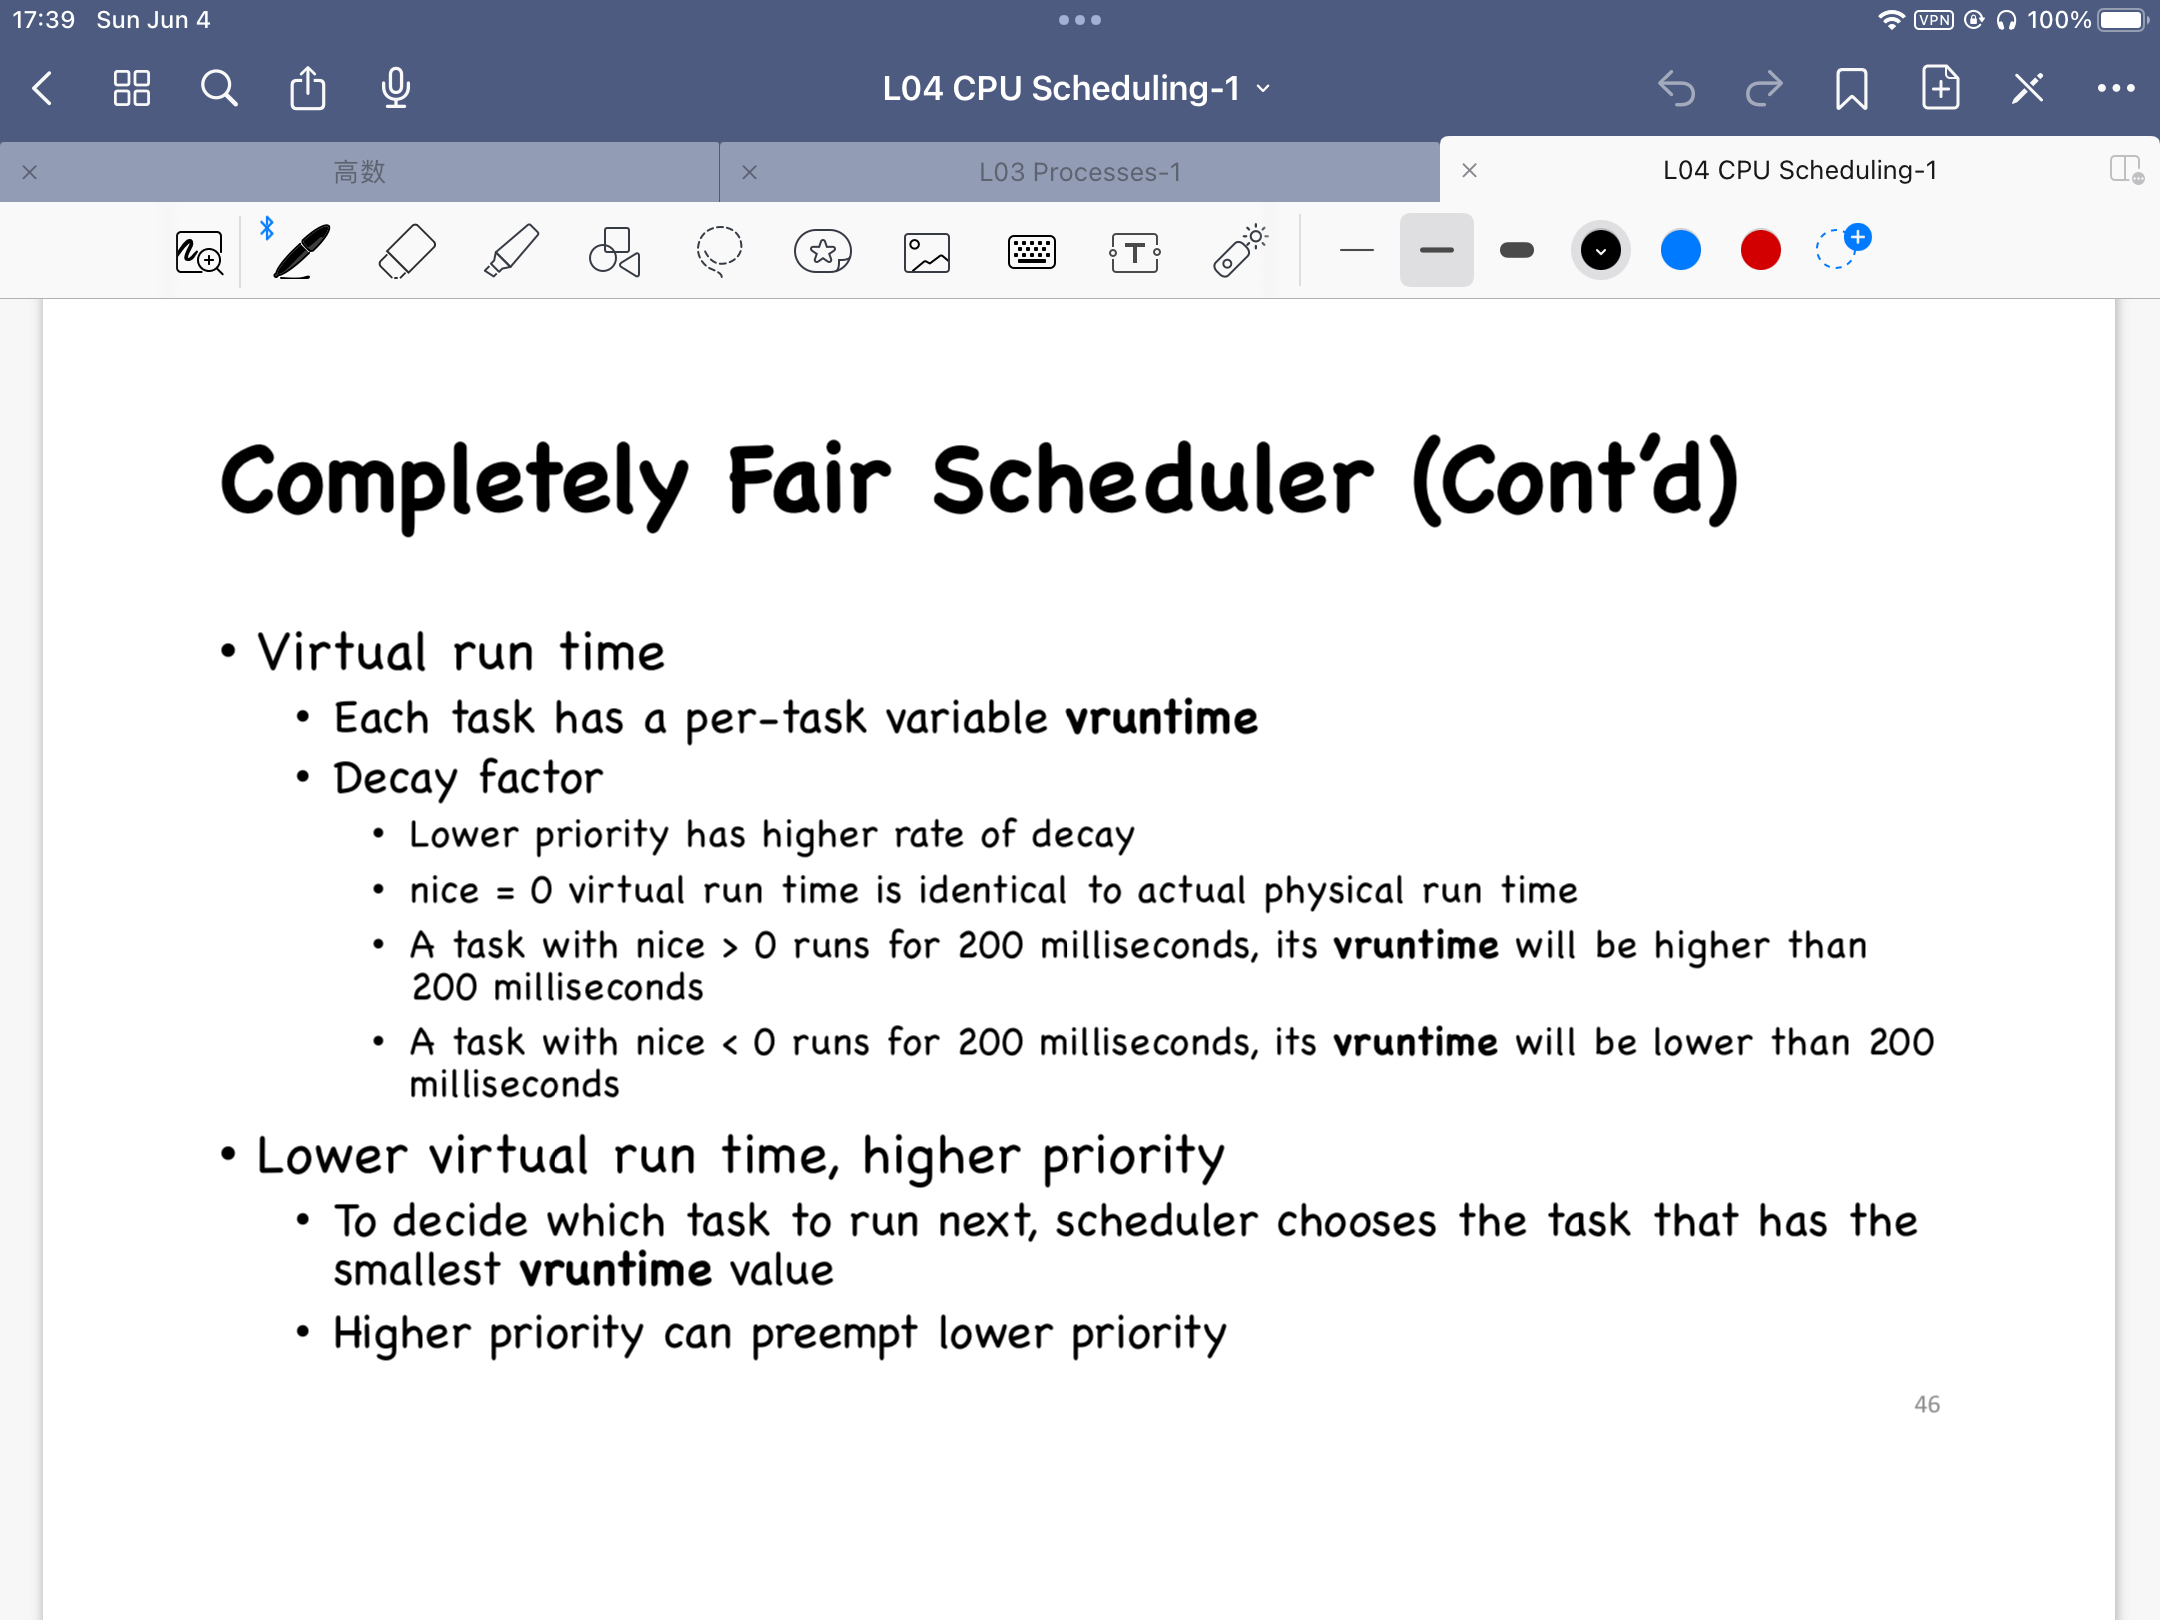 17:39 Sun Jun 4
VPN 100%
L04 CPU Scheduling-1
高数
L03 Processes-1
L04 CPU Scheduling-1
T
Completely Fair Scheduler (Cont'd)
• Virtual run time
• Each task has a per-task variable vruntime
• Decay factor
• Lower priority has higher rate of decay
• nice = 0 virtual run time is identical to actual physical run time
• A task with nice > 0 runs for 200 milliseconds, its vruntime will be higher than
200 milliseconds
• A task with nice < 0 runs for 200 milliseconds, its vruntime will be lower than 200
milliseconds
• Lower virtual run time, higher priority
• To decide which task to run next, scheduler chooses the task that has the
smallest vruntime value
• Higher priority can preempt lower priority
46